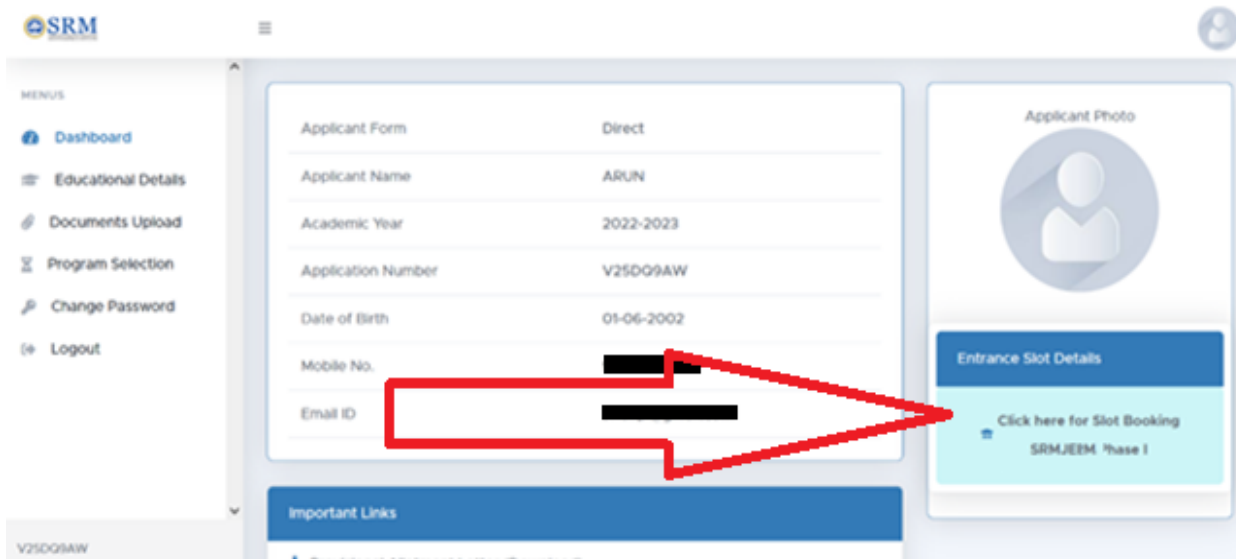 SRM
MENUS
Dashboard
Educational Details
Documents Upload
Program Selection
Change Password
Logout
V25DQ9AW
Applicant Form Direct
Applicant Name ARUN
Academic Year 2022-2023
Application Number V25DQ9AW
Date of Birth 01-06-2002
Mobile No.
Email ID
Important Links
Applicant Photo
Entrance Slot Details
Click here for Slot Booking
Phase I